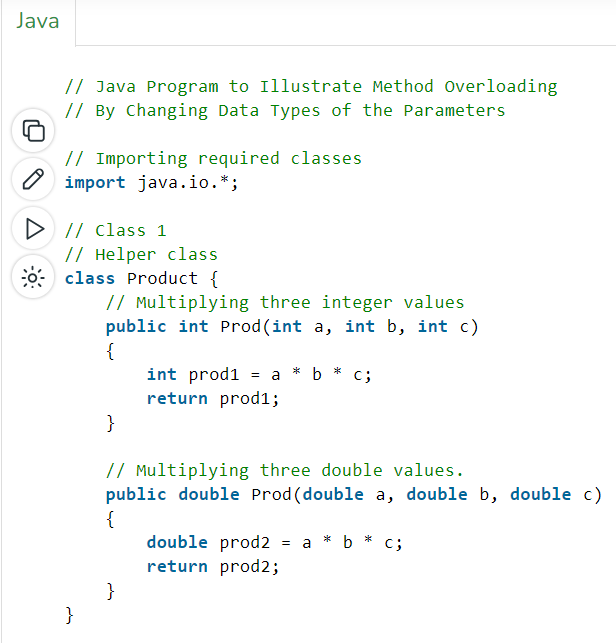 Java
// Java Program to Illustrate Method Overloading
// By Changing Data Types of the Parameters
// Importing required classes
import java.io.*;
// Class 1
// Helper class
class Product {
    // Multiplying three integer values
    public int Prod(int a, int b, int c)
    {
        int prod1 = a * b * c;
        return prod1;
    }
    // Multiplying three double values.
    public double Prod(double a, double b, double c)
    {
        double prod2 = a * b * c;
        return prod2;
    }
}